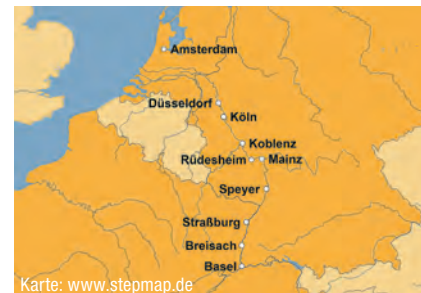 Amsterdam
Düsseldorf
Köln
Koblenz
Rüdesheim Mainz
Speyer
Straßburg
Breisach
Basel
Karte: www.stepmap.de